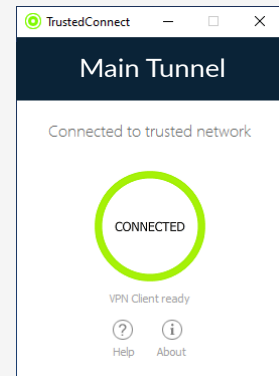 TrustedConnect
Main Tunnel
Connected to trusted network
CONNECTED
VPN Client ready
Help About